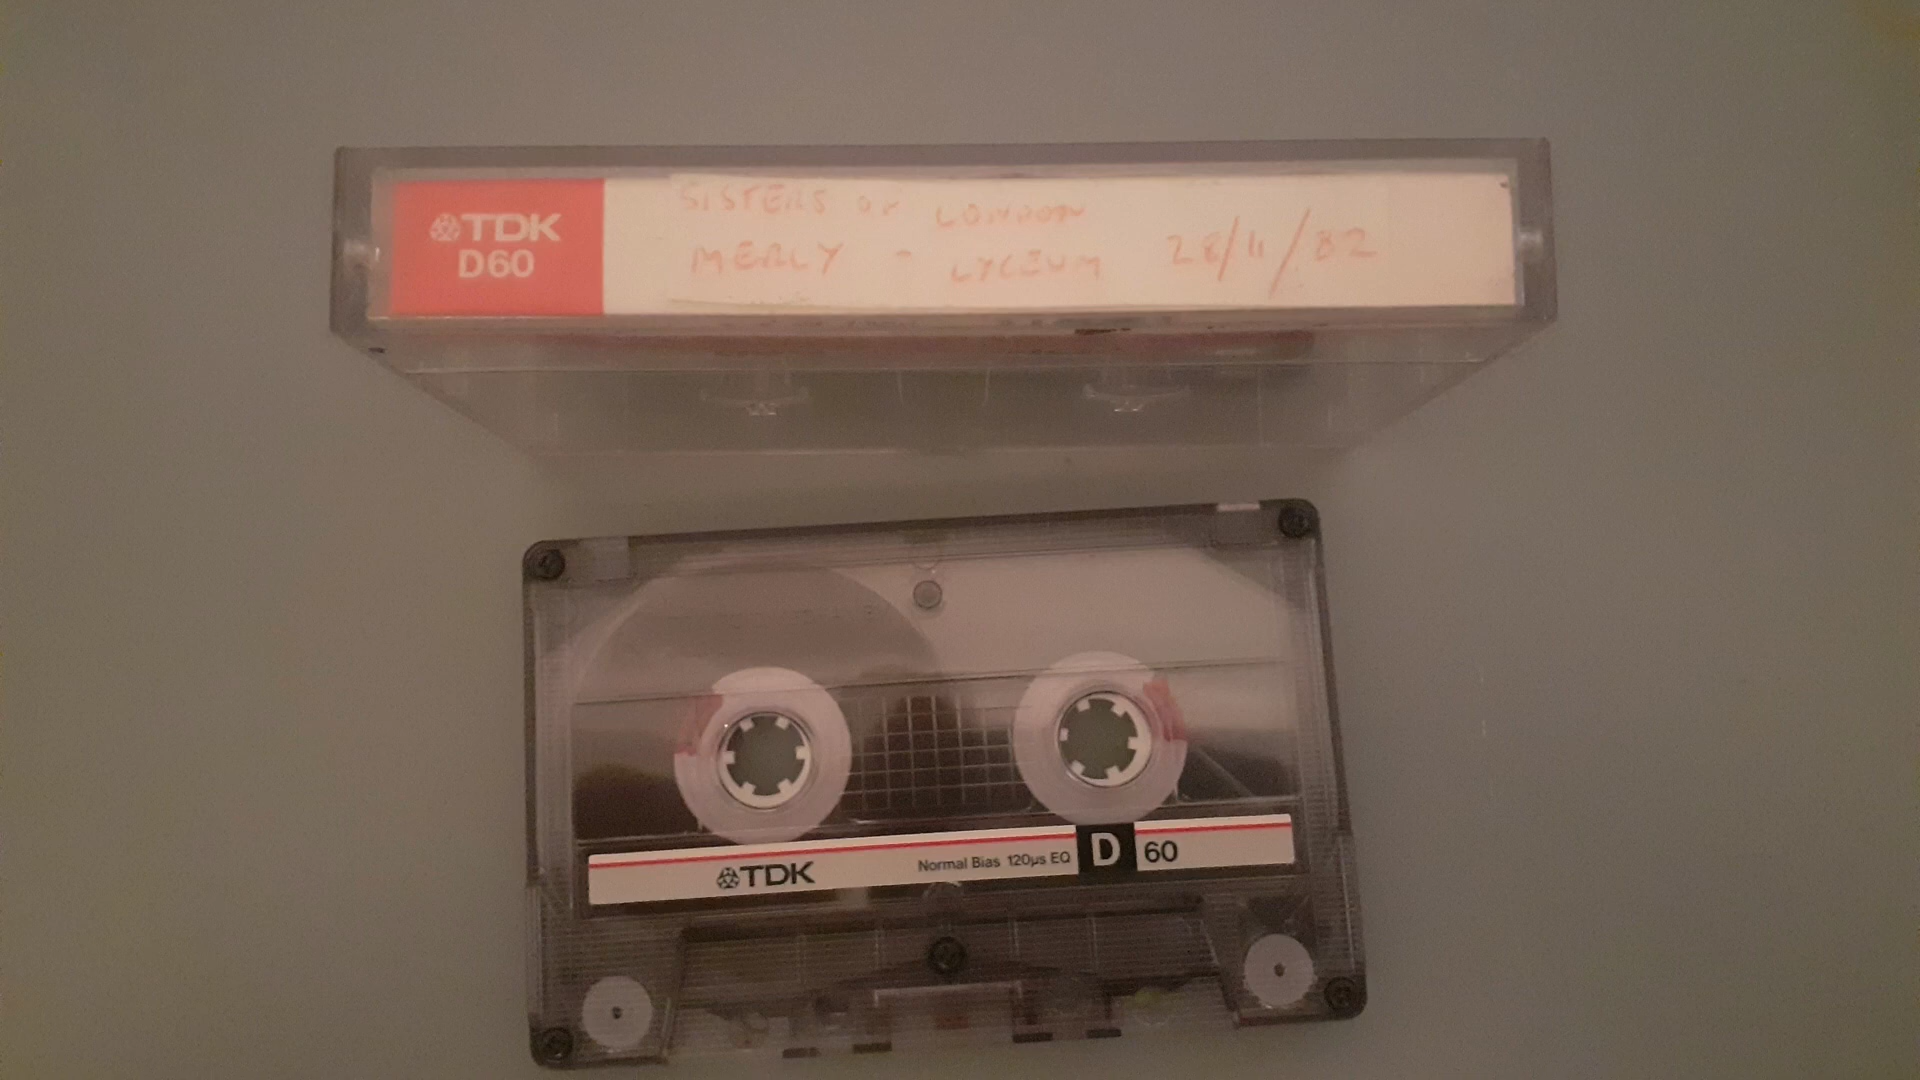 TDK
D60
SISTERS OF LONDON
MERCY - LYCEUM 28/11/82
TDK Normal Bias 120μs EQ D 60